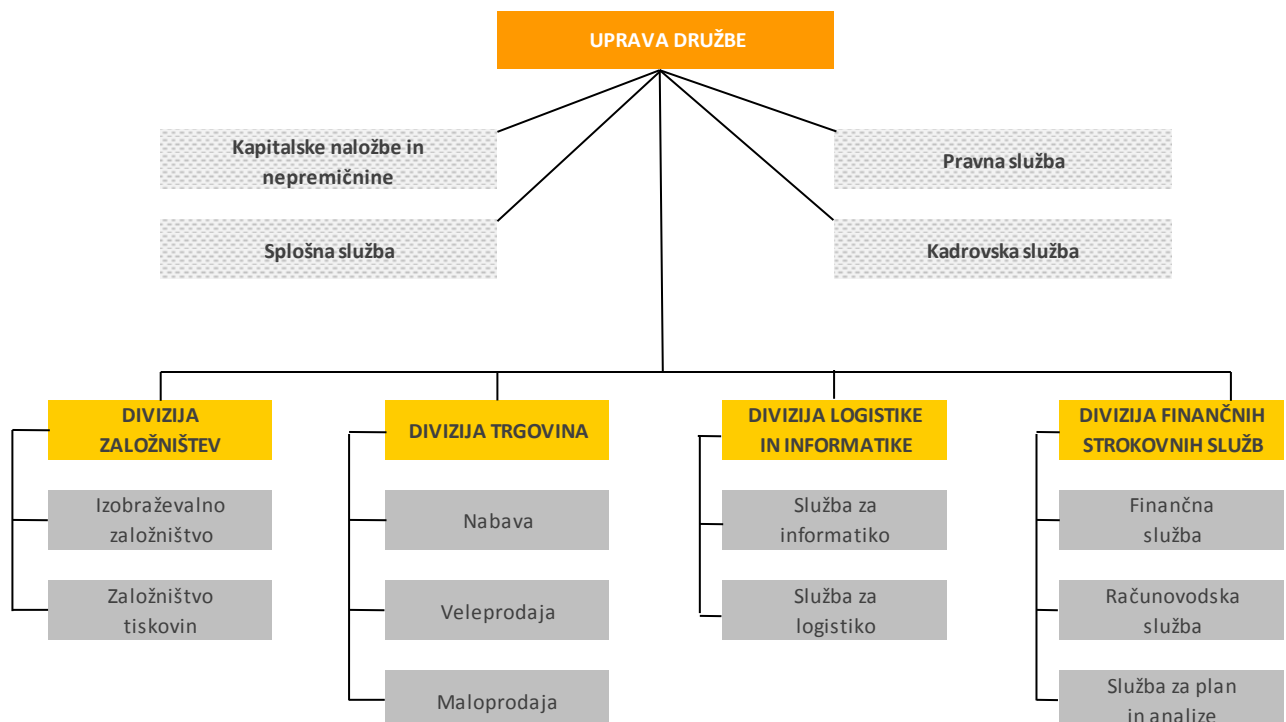 UPRAVA DRUŽBE
Kapitalske naložbe in
nepremičnine
Pravna služba
Splošna služba
Kadrovska služba
DIVIZIJA
ZALOŽNIŠTEV
Izobraževalno
založništvo
Založništvo
tiskovin
DIVIZIJA TRGOVINA
Nabava
Veleprodaja
Maloprodaja
DIVIZIJA LOGISTIKE
IN INFORMATIKE
Služba za
informatiko
Služba za
logistiko
DIVIZIJA FINANČNIH
STROKOVNIH SLUŽB
Finančna
služba
Računovodska
služba
Služba za plan
in analize